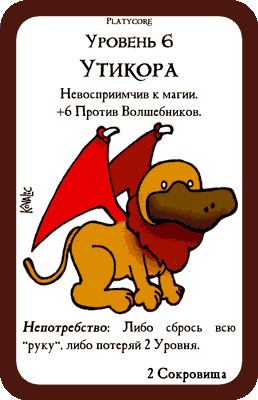 Platycore
Уровень 6
Утикора
Невосприимчив к магии.
+6 Против Волшебников.
Kovalic
Непотребство: Либо сбрось всю
"руку", либо потеряй 2 Уровня.
2 Сокровища